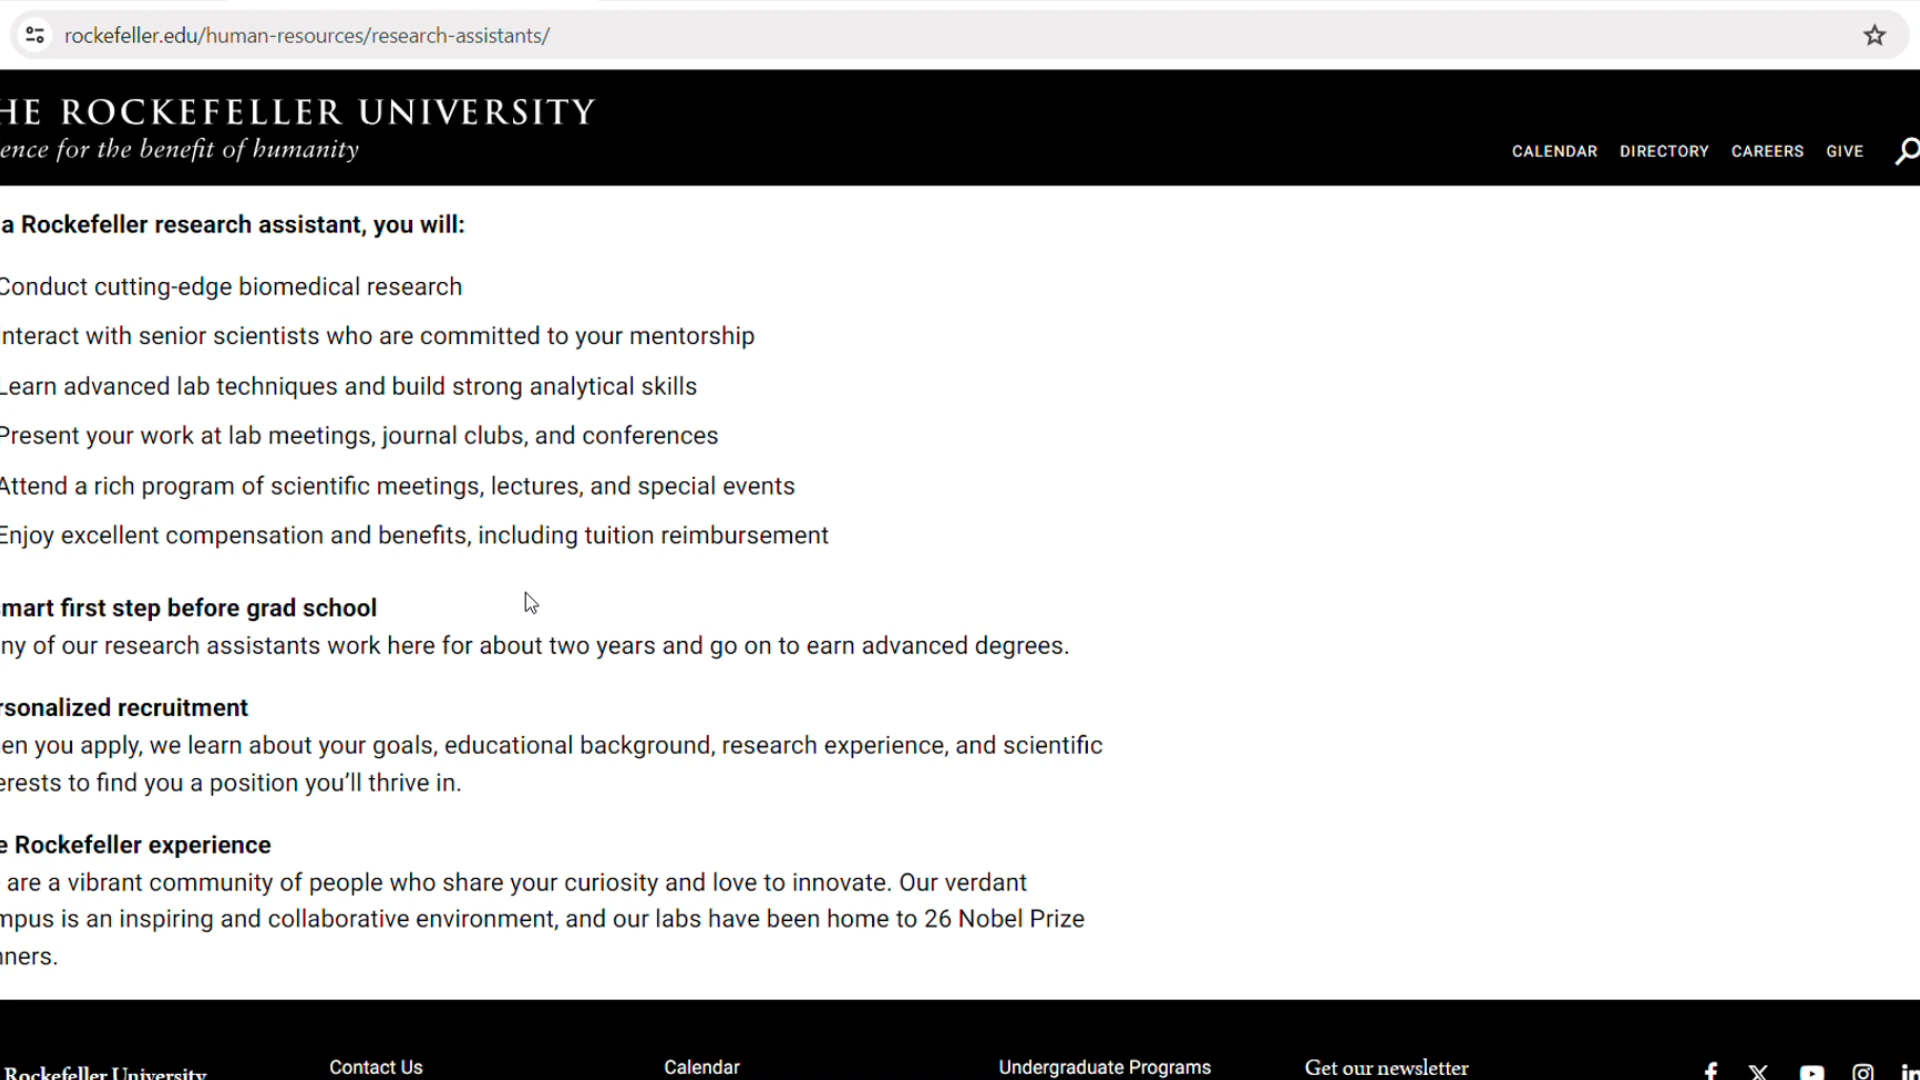 rockefeller.edu/human-resources/research-assistants/
HE ROCKEFELLER UNIVERSITY
ence for the benefit of humanity
CALENDAR DIRECTORY CAREERS GIVE
a Rockefeller research assistant, you will:
Conduct cutting-edge biomedical research
nteract with senior scientists who are committed to your mentorship
Learn advanced lab techniques and build strong analytical skills
Present your work at lab meetings, journal clubs, and conferences
Attend a rich program of scientific meetings, lectures, and special events
Enjoy excellent compensation and benefits, including tuition reimbursement
mart first step before grad school
ny of our research assistants work here for about two years and go on to earn advanced degrees.
rsonalized recruitment
en you apply, we learn about your goals, educational background, research experience, and scientific
erests to find you a position you'll thrive in.
e Rockefeller experience
are a vibrant community of people who share your curiosity and love to innovate. Our verdant
mpus is an inspiring and collaborative environment, and our labs have been home to 26 Nobel Prize
nners.
Rockefeller University
Contact Us
Calendar
Undergraduate Programs
Get our newsletter